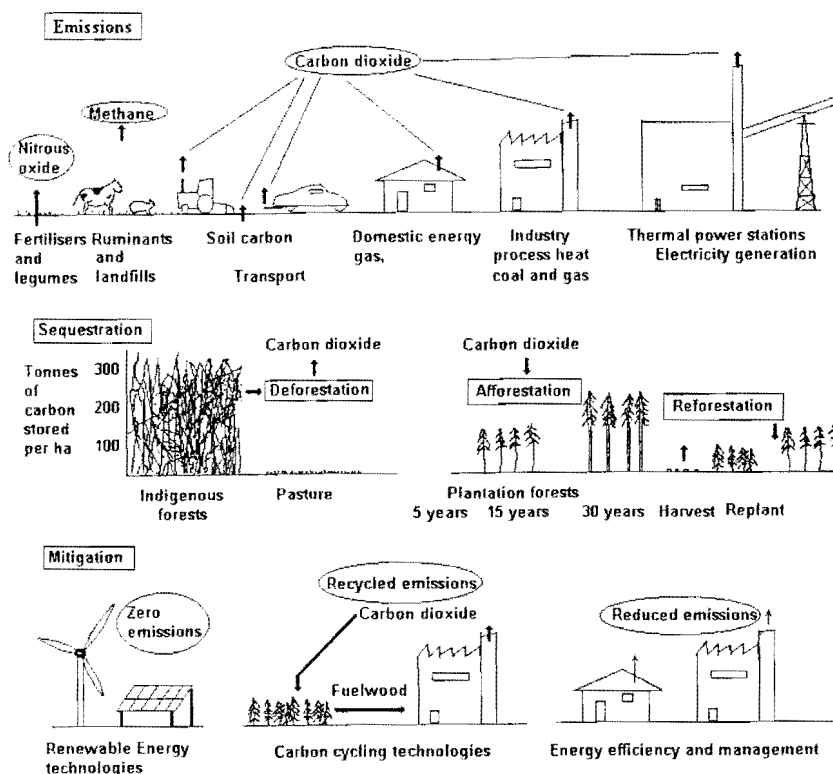 Emissions
Carbon dioxide
Methane
Nitrous
oxide
Fertilisers
and
legumes
Ruminants
and
landfills
Soil carbon
Transport
Domestic energy
gas,
Industry
process heat
coal and gas
Thermal power stations
Electricity generation
Sequestration
Tonnes
of
carbon
stored
per ha
300
200
100
Carbon dioxide
Deforestation
Indigenous
forests
Pasture
Carbon dioxide
Afforestation
Reforestation
Plantation forests
5 years 15 years 30 years Harvest Replant
Mitigation
Zero
emissions
Renewable Energy
technologies
Recycled emissions
Carbon dioxide
Fuelwood
Carbon cycling technologies
Reduced emissions
Energy efficiency and management